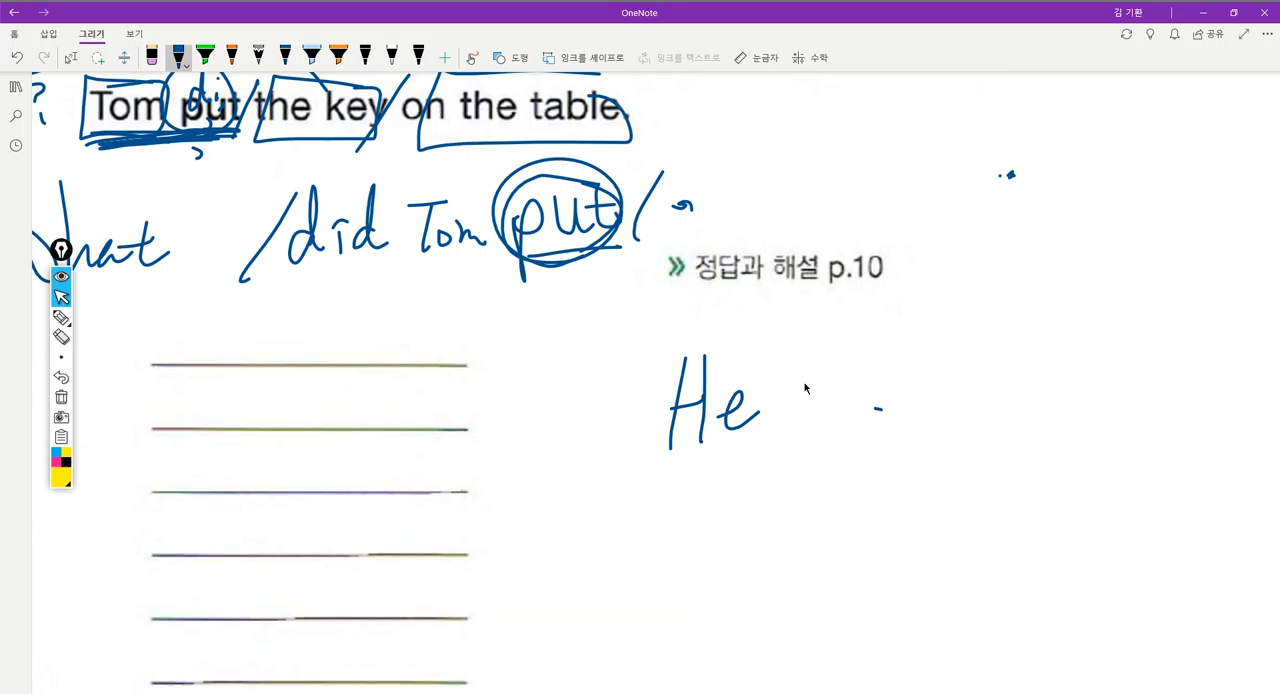 OneNote
김 기환
홈 삽입 그리기 보기
공유
도형 잉크를 셰이프로 잉크를 텍스트로 눈금자 수학
? Tom put the key on the table.
What / did Tom put /
» 정답과 해설 p.10
He